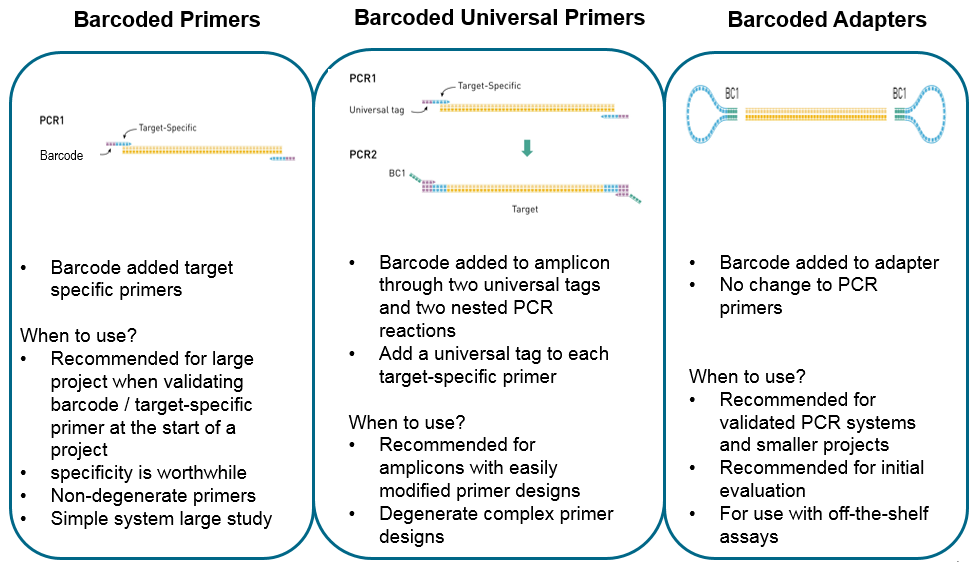 Barcoded Primers
PCR1
Target-Specific
Barcode
• Barcode added target
specific primers
When to use?
• Recommended for large
project when validating
barcode / target-specific
primer at the start of a
project
• specificity is worthwhile
• Non-degenerate primers
• Simple system large study
Barcoded Universal Primers
PCR1
Target-Specific
Universal tag
PCR2
BC1
Target
• Barcode added to amplicon
through two universal tags
and two nested PCR
reactions
• Add a universal tag to each
target-specific primer
When to use?
• Recommended for
amplicons with easily
modified primer designs
• Degenerate complex primer
designs
Barcoded Adapters
BC1
BC1
• Barcode added to adapter
• No change to PCR
primers
When to use?
• Recommended for
validated PCR systems
and smaller projects
• Recommended for initial
evaluation
• For use with off-the-shelf
assays